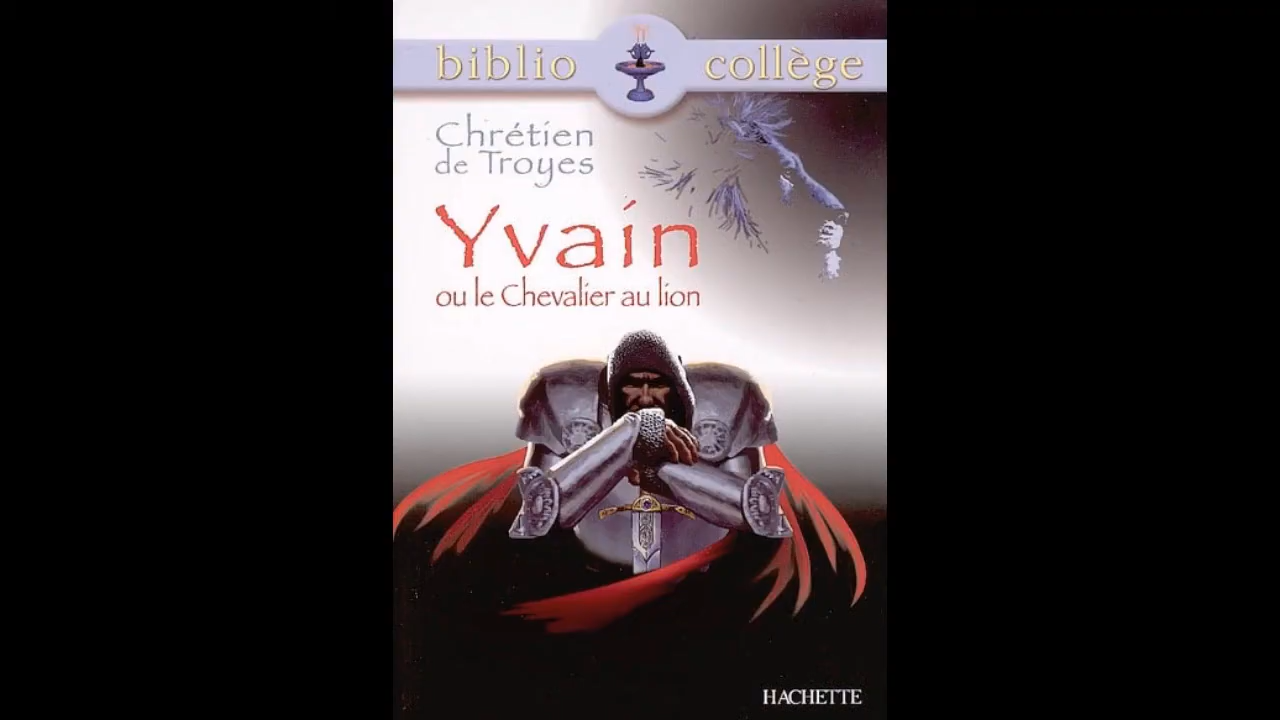 biblio collège
Chrétien
de Troyes
Yvain
ou le Chevalier au lion
HACHETTE